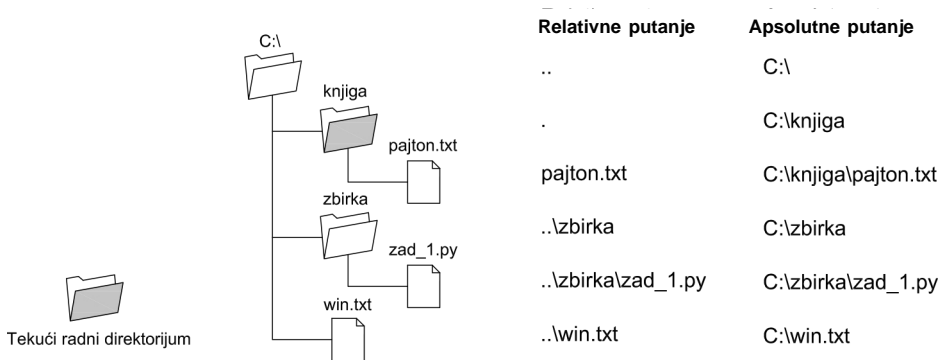 C:\
knjiga
pajton.txt
zbirka
zad_1.py
win.txt
Tekući radni direktorijum
Relativne putanje Apsolutne putanje
.. C:\
. C:\knjiga
pajton.txt C:\knjiga\pajton.txt
..\zbirka C:\zbirka
..\zbirka\zad_1.py C:\zbirka\zad_1.py
..\win.txt C:\win.txt